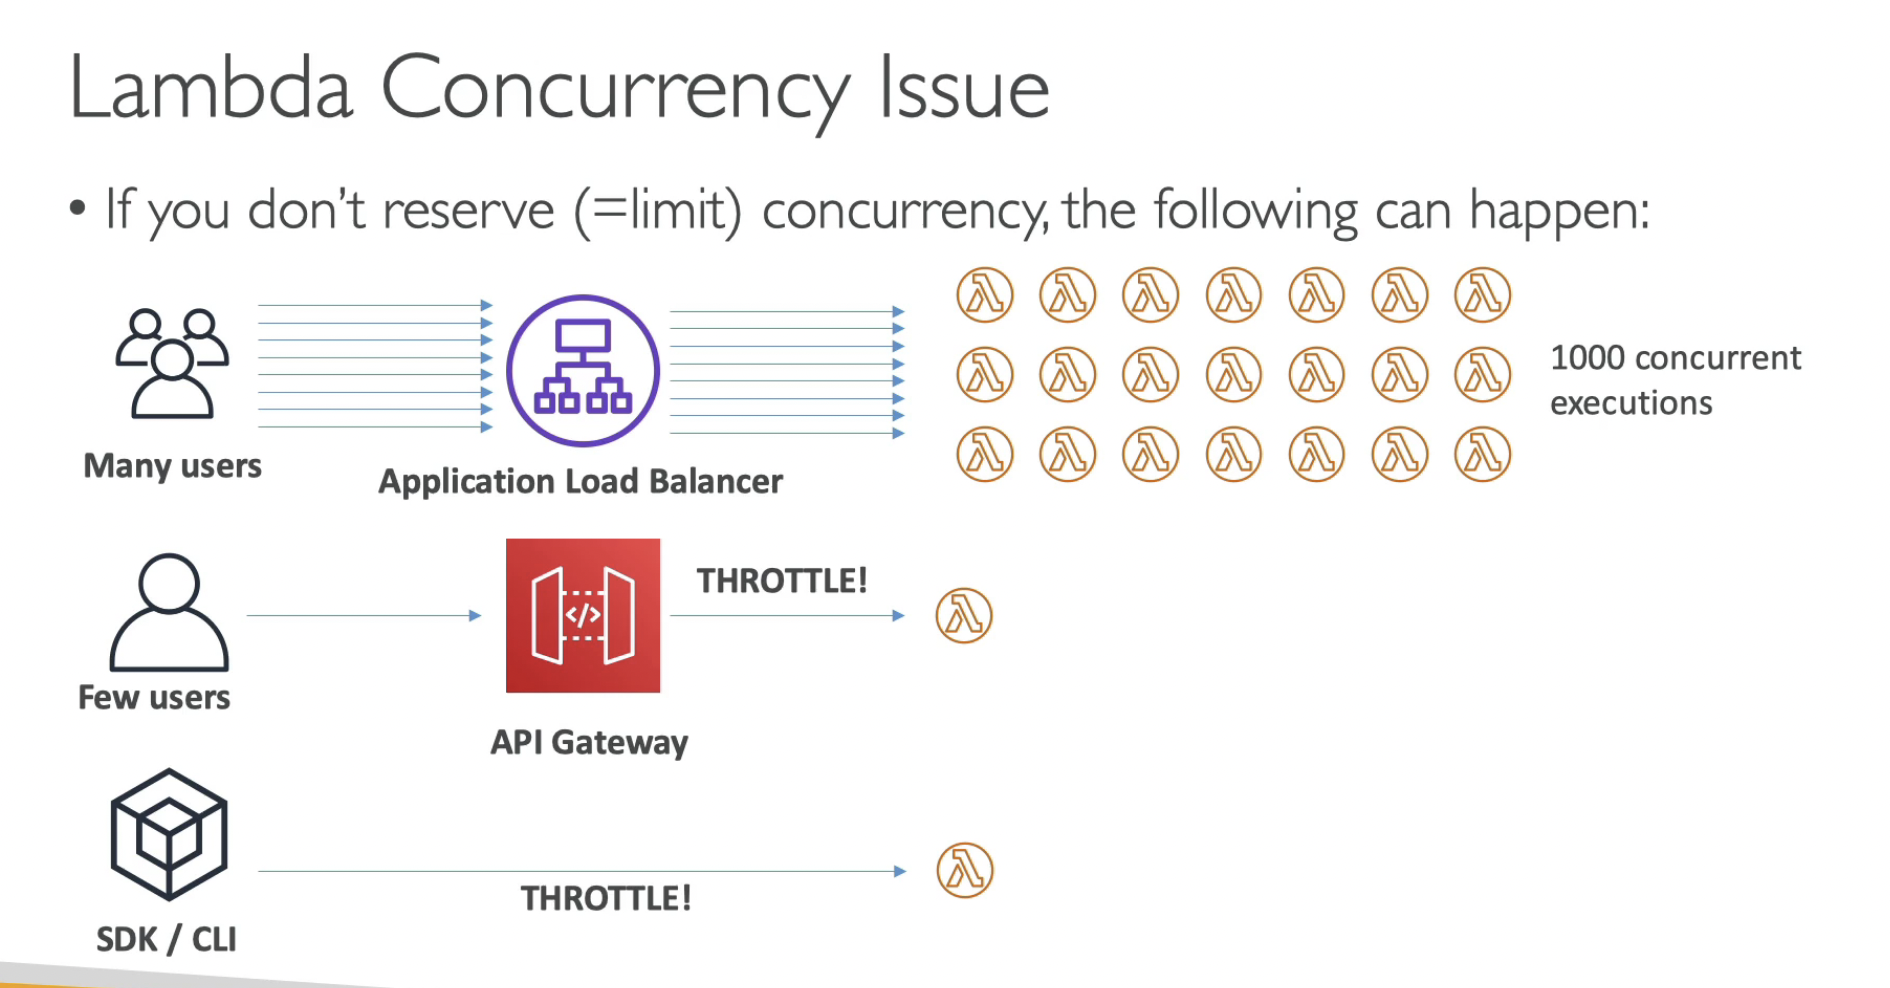 Lambda Concurrency Issue
• If you don't reserve (=limit) concurrency, the following can happen:
1000 concurrent
executions
Many users
Application Load Balancer
THROTTLE!
</>
Few users
API Gateway
THROTTLE!
SDK / CLI